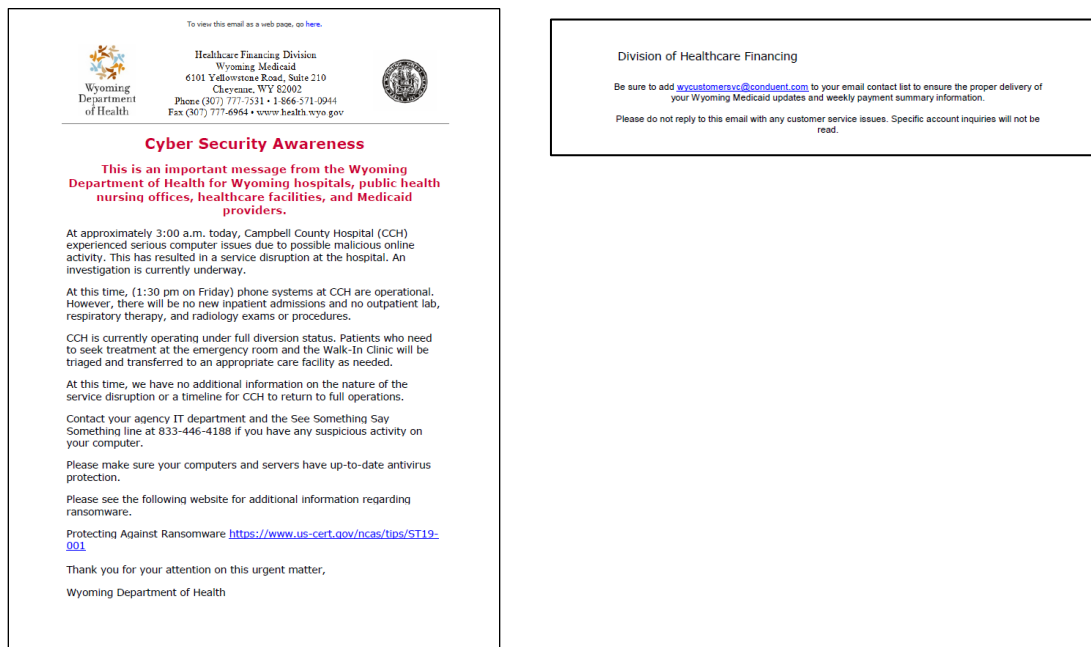 To view this email as a web page, go here.
Wyoming
Department
of Health
Healthcare Financing Division
Wyoming Medicaid
6101 Yellowstone Road, Suite 210
Cheyenne, WY 82002
Phone (307) 777-7531 • 1-866-571-0944
Fax (307) 777-6964 • www.health.wyo.gov
Cyber Security Awareness
This is an important message from the Wyoming
Department of Health for Wyoming hospitals, public health
nursing offices, healthcare facilities, and Medicaid
providers.
At approximately 3:00 a.m. today, Campbell County Hospital (CCH)
experienced serious computer issues due to possible malicious online
activity. This has resulted in a service disruption at the hospital. An
investigation is currently underway.
At this time, (1:30 pm on Friday) phone systems at CCH are operational.
However, there will be no new inpatient admissions and no outpatient lab,
respiratory therapy, and radiology exams or procedures.
CCH is currently operating under full diversion status. Patients who need
to seek treatment at the emergency room and the Walk-In Clinic will be
triaged and transferred to an appropriate care facility as needed.
At this time, we have no additional information on the nature of the
service disruption or a timeline for CCH to return to full operations.
Contact your agency IT department and the See Something Say
Something line at 833-446-4188 if you have any suspicious activity on
your computer.
Please make sure your computers and servers have up-to-date antivirus
protection.
Please see the following website for additional information regarding
ransomware.
Protecting Against Ransomware https://www.us-cert.gov/ncas/tips/ST19-
001
Thank you for your attention on this urgent matter,
Wyoming Department of Health
Division of Healthcare Financing
Be sure to add wycustomersvc@conduent.com to your email contact list to ensure the proper delivery of
your Wyoming Medicaid updates and weekly payment summary information.
Please do not reply to this email with any customer service issues. Specific account inquiries will not be
read.